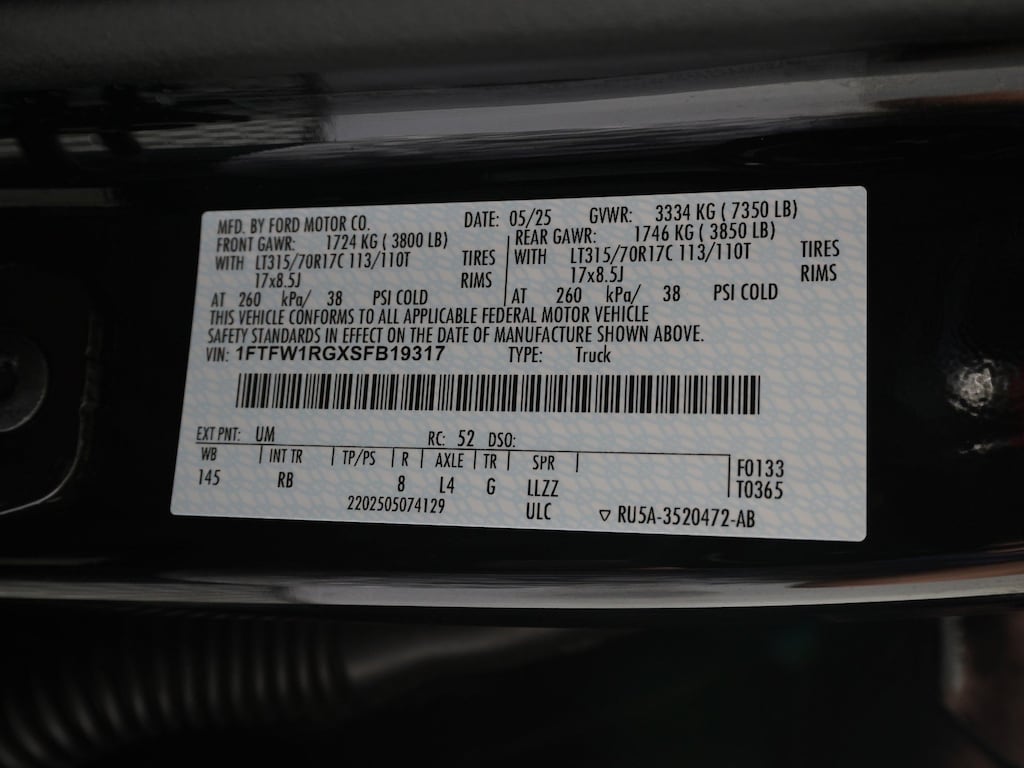 MFD. BY FORD MOTOR CO. DATE: 05/25 GVWR: 3334 KG ( 7350 LB)
FRONT GAWR: 1724 KG ( 3800 LB) REAR GAWR: 1746 KG ( 3850 LB)
WITH LT315/70R17C 113/110T TIRES WITH LT315/70R17C 113/110T TIRES
17x8.5J RIMS 17x8.5J RIMS
AT 260 kPa/ 38 PSI COLD AT 260 kPa/ 38 PSI COLD
THIS VEHICLE CONFORMS TO ALL APPLICABLE FEDERAL MOTOR VEHICLE
SAFETY STANDARDS IN EFFECT ON THE DATE OF MANUFACTURE SHOWN ABOVE.
VIN: 1FTFW1RGXSFB19317 TYPE: Truck
EXT PNT: UM RC: 52 DSO:
WB INT TR TP/PS R AXLE TR SPR F0133
145 RB 8 L4 G LLZZ T0365
2202505074129 ULC ▽ RU5A-3520472-AB